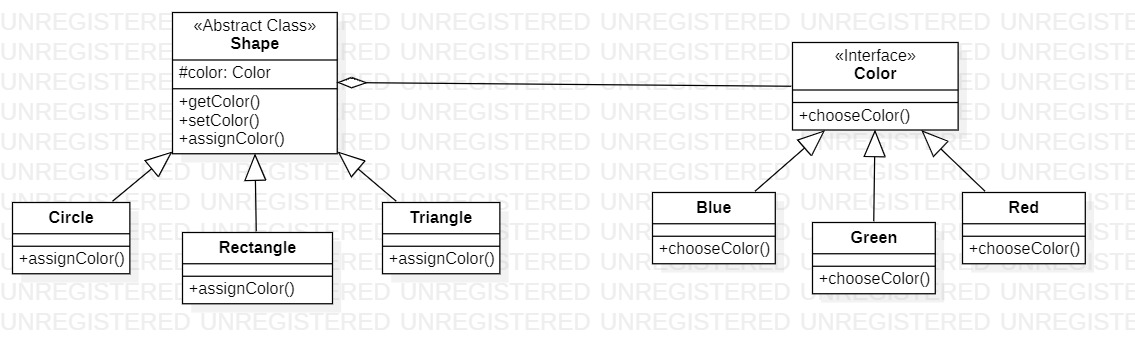 «Abstract Class»
Shape
#color: Color
+getColor()
+setColor()
+assignColor()
«Interface»
Color
+chooseColor()
Circle
+assignColor()
Rectangle
+assignColor()
Triangle
+assignColor()
Blue
+chooseColor()
Green
+chooseColor()
Red
+chooseColor()
UNREGISTERED UNREGISTERED UNREGISTERED UNREGISTERED UNREGISTERED UNREGISTE